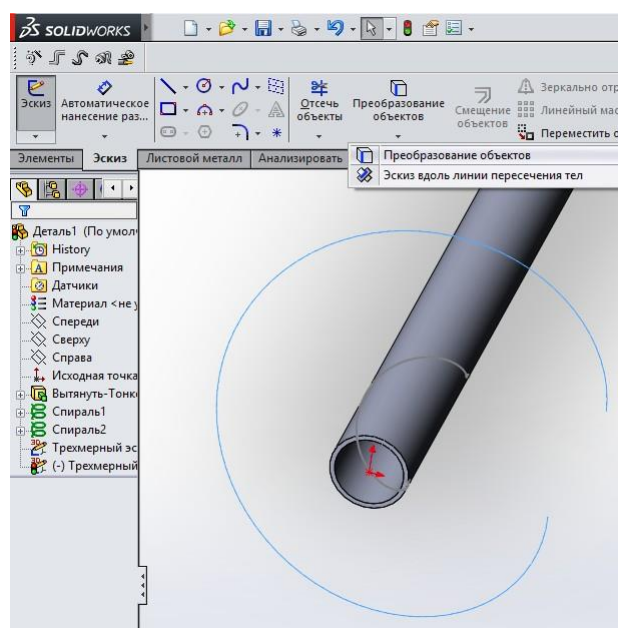 SOLIDWORKS
Эскиз
Автоматическое
нанесение раз...
Отсечь
объекты
Преобразование
объектов
Смещение
объектов
Зеркально отр
Линейный мас
Переместить о
Элементы Эскиз Листовой металл Анализировать
Преобразование объектов
Эскиз вдоль линии пересечения тел
Деталь1 (По умолч
History
Примечания
Датчики
Материал <не у
Спереди
Сверху
Справа
Исходная точка
Вытянуть-Тонк
Спираль1
Спираль2
Трехмерный эс
(-) Трехмерный